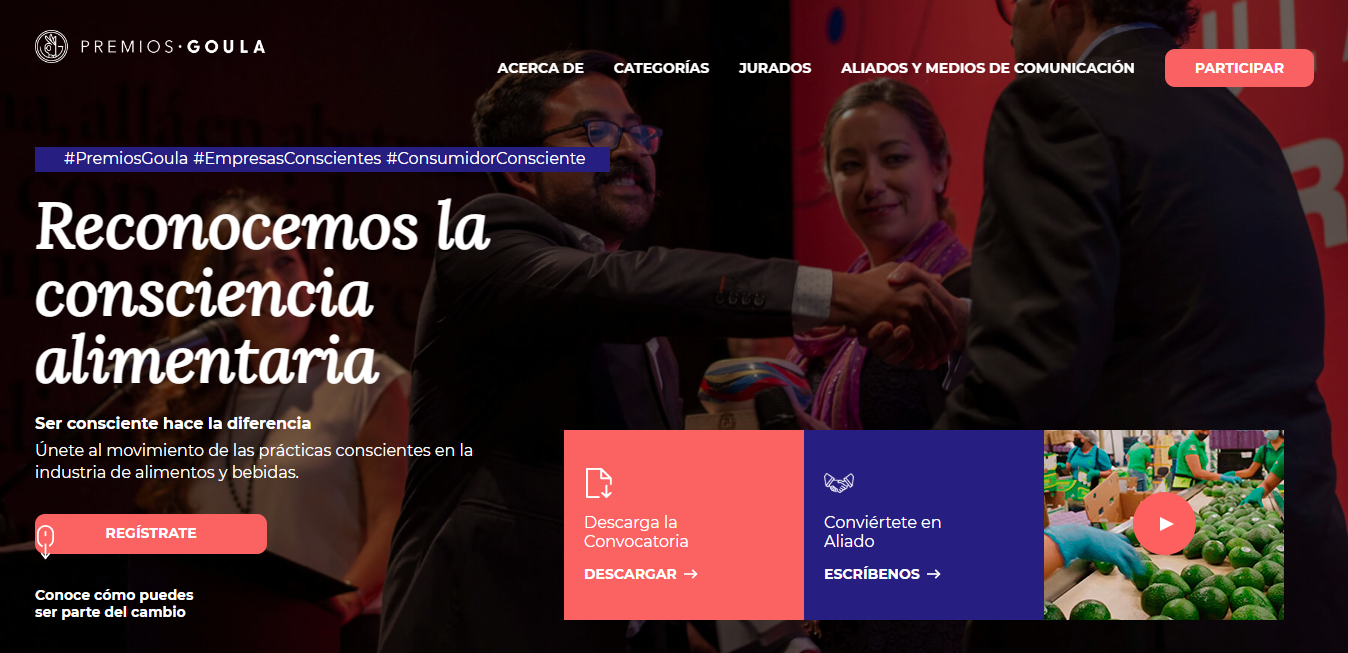 PREMIOS·GOULA
ACERCA DE
CATEGORÍAS
JURADOS
ALIADOS Y MEDIOS DE COMUNICACIÓN
PARTICIPAR
#PremiosGoula #EmpresasConscientes #ConsumidorConsciente
Reconocemos la
consciencia
alimentaria
Ser consciente hace la diferencia
Únete al movimiento de las prácticas conscientes en la
industria de alimentos y bebidas.
REGÍSTRATE
Conoce cómo puedes
ser parte del cambio
Descarga la
Convocatoria
DESCARGAR →
Conviértete en
Aliado
ESCRÍBENOS →